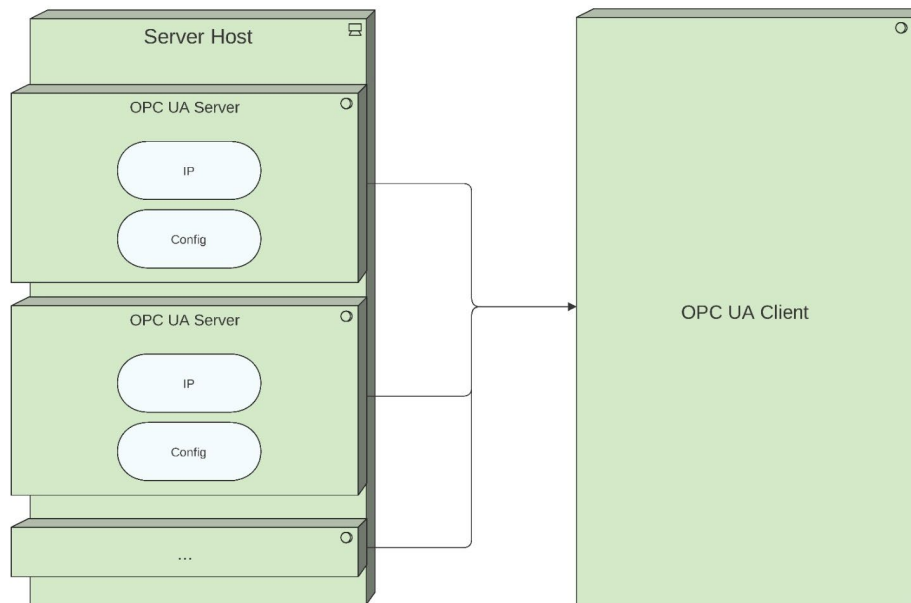 Server Host
OPC UA Server
IP
Config
OPC UA Server
IP
Config
...
OPC UA Client